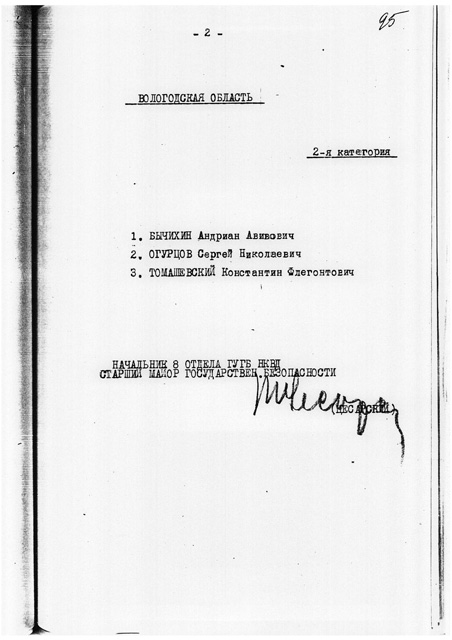 95
- 2 -
ВОЛОГОДСКАЯ ОБЛАСТЬ
2-я категория
1. БЫЧИХИН Андриан Авивович
2. ОГУРЦОВ Сергей Николаевич
3. ТОМАШЕВСКИЙ Константин Флегонтович
НАЧАЛЬНИК 8 ОТДЕЛА ГУГБ НКВД
СТАРШИЙ МАЙОР ГОСУДАРСТВЕН.БЕЗОПАСНОСТИ
(ЦЕСАРСКИЙ)